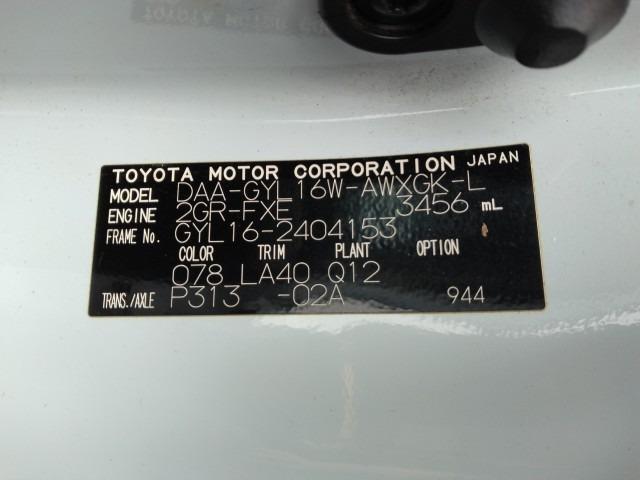 TOYOTA MOTOR CORPORATION JAPAN
MODEL DAA-GYL16W-AWXGK-L
ENGINE 2GR-FXE 3456 mL
FRAME No. GYL16-2404153
COLOR TRIM PLANT OPTION
078 LA40 Q12
TRANS./AXLE P313 -02A 944